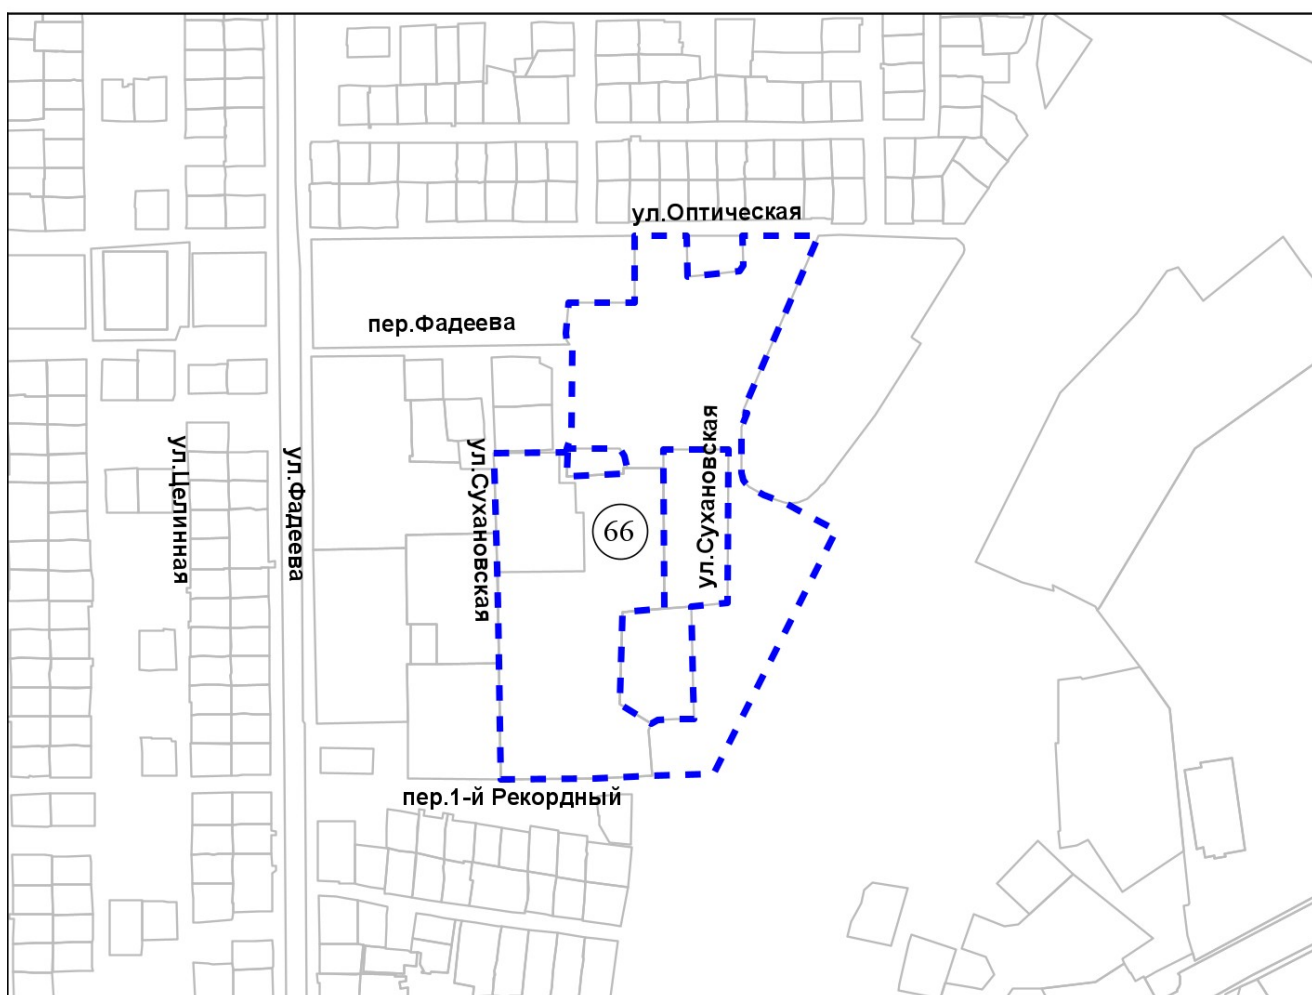 ул.Оптическая
пер.Фадеева
ул.Целинная
ул.Фадеева
ул.Сухановская
66
ул.Сухановская
пер.1-й Рекордный